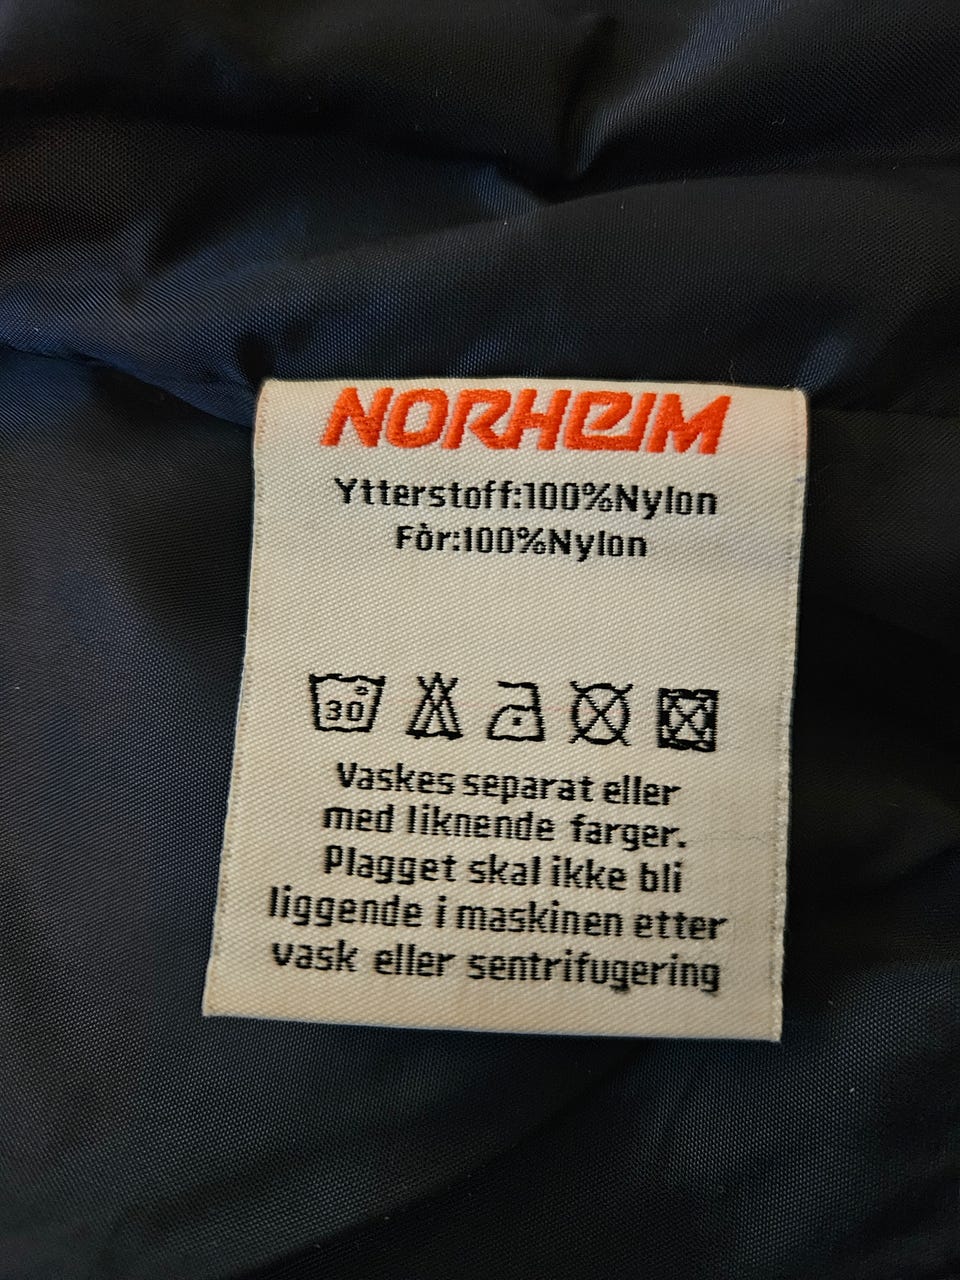 NORHEIM
Ytterstoff:100%Nylon
Fòr:100%Nylon
30°
Vaskes separat eller
med liknende farger.
Plagget skal ikke bli
liggende i maskinen etter
vask eller sentrifugering